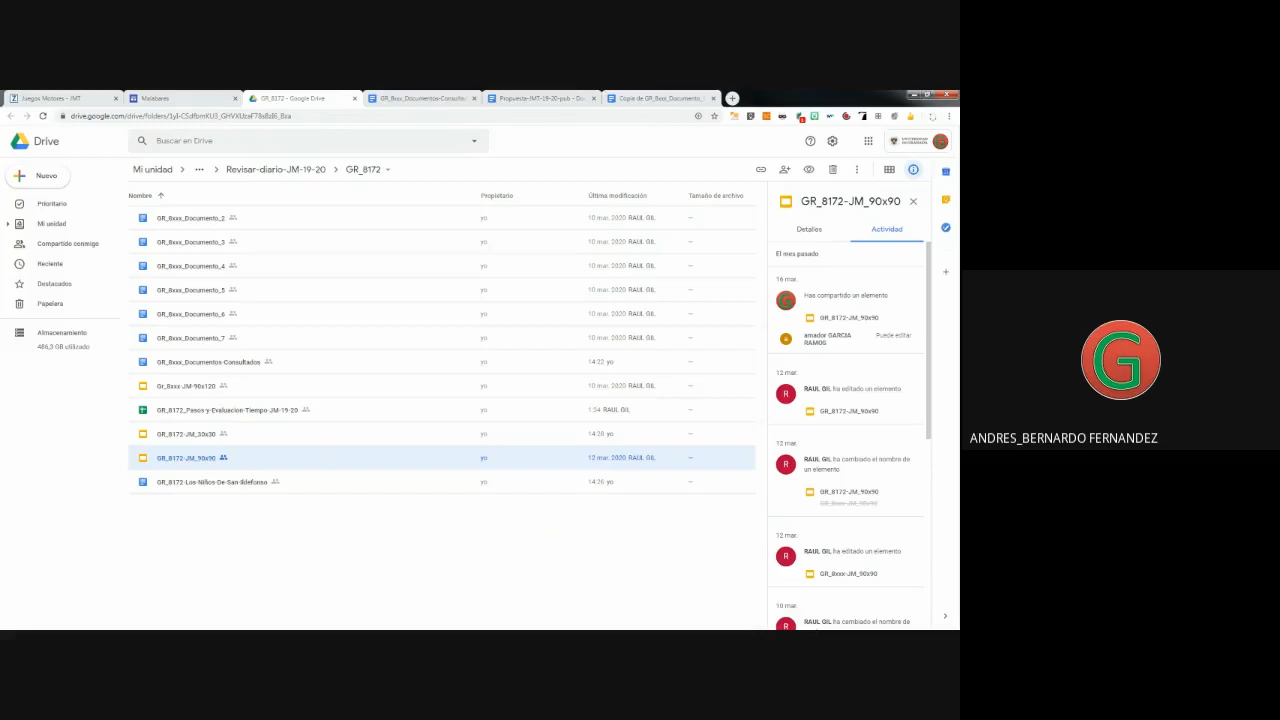 Juegos Motores - JMT
Malabares
GR_8172 - Google Drive
GR_8xxx_Documentos-Consulta
Propuesta-JMT-19-20-pub - Do
Copia de GR_8xxx_Documento_
Drive
Buscar en Drive
Nuevo
Mi unidad > ... > Revisar-diario-JM-19-20 > GR_8172
Prioritario
Mi unidad
Compartido conmigo
Reciente
Destacados
Papelera
Almacenamiento
486,3 GB utilizado
Nombre Propietario Última modificación Tamaño de archivo
GR_8xxx_Documento_2 yo 10 mar. 2020 RAUL GIL —
GR_8xxx_Documento_3 yo 10 mar. 2020 RAUL GIL —
GR_8xxx_Documento_4 yo 10 mar. 2020 RAUL GIL —
GR_8xxx_Documento_5 yo 10 mar. 2020 RAUL GIL —
GR_8xxx_Documento_6 yo 10 mar. 2020 RAUL GIL —
GR_8xxx_Documento_7 yo 10 mar. 2020 RAUL GIL —
GR_8xxx_Documentos-Consultados yo 14:22 yo —
Gr_8xxx-JM-90x120 yo 10 mar. 2020 RAUL GIL —
GR_8172_Pasos-y-Evaluacion-Tiempo-JM-19-20 yo 1:34 RAUL GIL —
GR_8172-JM_30x30 yo 14:28 yo —
GR_8172-JM_90x90 yo 12 mar. 2020 RAUL GIL —
GR_8172-Los-Niños-De-San-Ildefonso yo 14:26 yo —
GR_8172-JM_90x90
Detalles Actividad
El mes pasado
16 mar.
Has compartido un elemento
GR_8172-JM_90x90
amador GARCIA RAMOS Puede editar
12 mar.
RAUL GIL ha editado un elemento
GR_8172-JM_90x90
12 mar.
RAUL GIL ha cambiado el nombre de
un elemento
GR_8172-JM_90x90
GR_8xxx-JM_90x90
12 mar.
RAUL GIL ha editado un elemento
GR_8xxx-JM_90x90
10 mar.
RAUL GIL ha cambiado el nombre de
G
ANDRES_BERNARDO FERNANDEZ